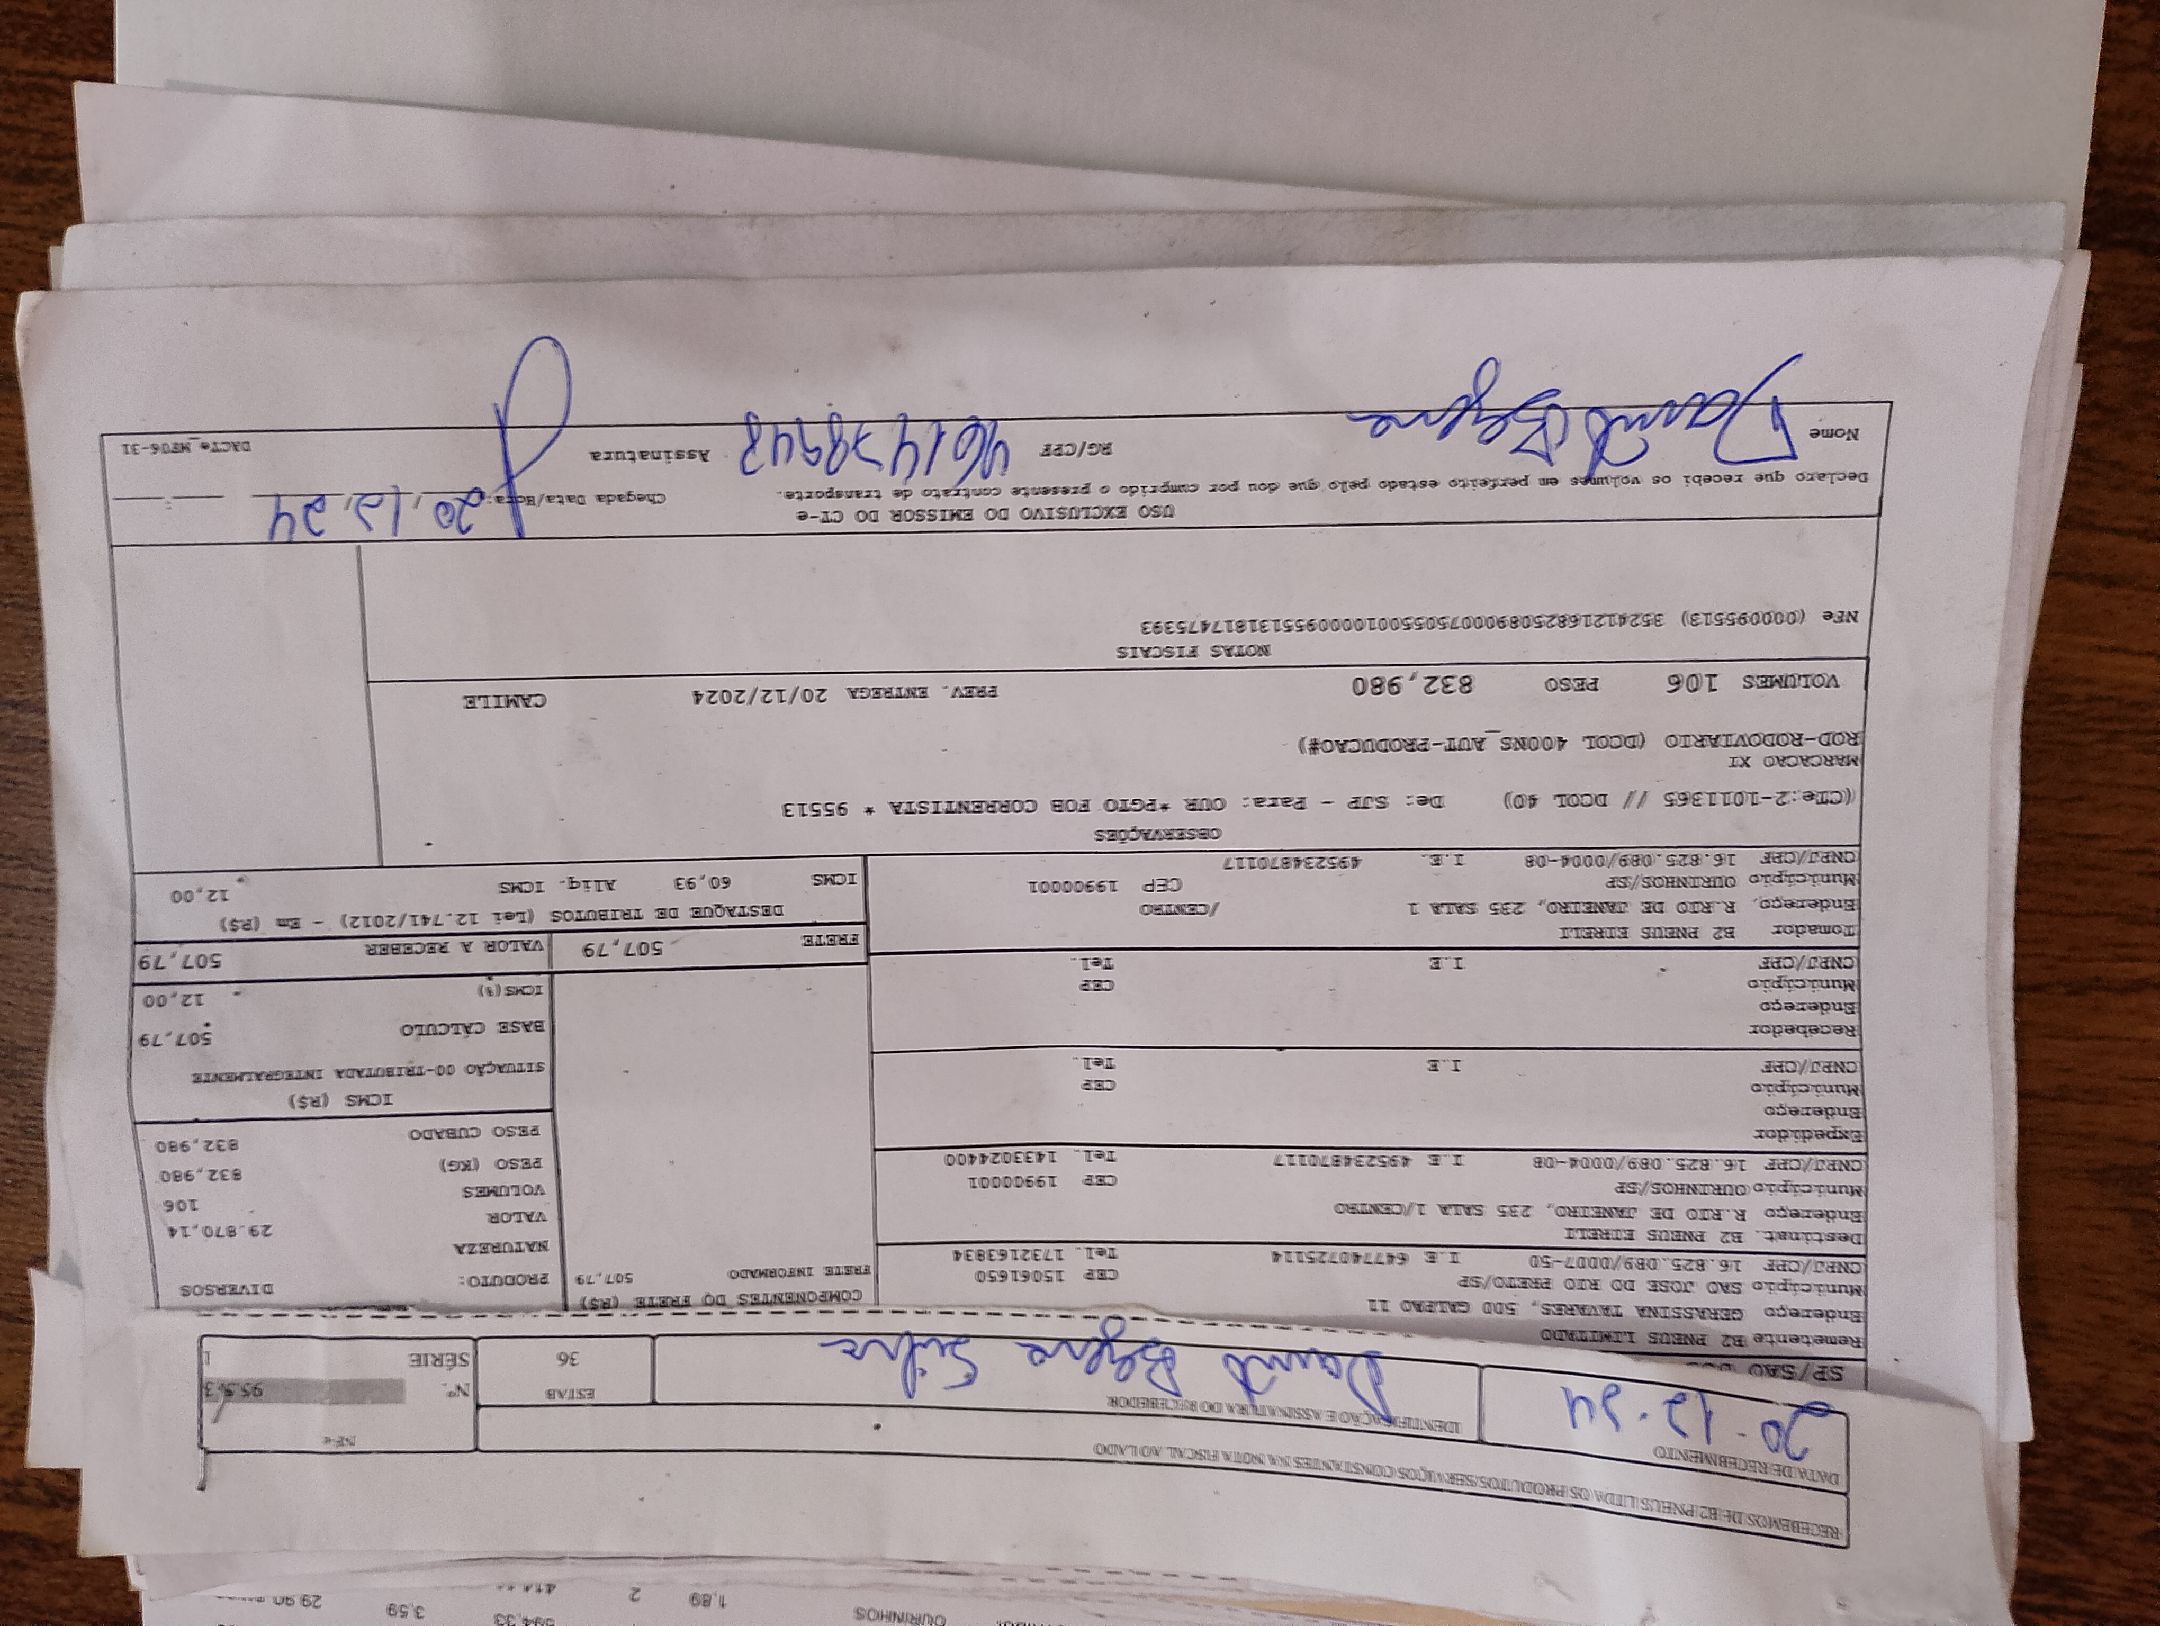 OURINHOS 1,89 2 3,59
594,33
RECEBEMOS DE B2 PNEUS LTDA OS PRODUTOS/SERVIÇOS CONSTANTES NA NOTA FISCAL AO LADO
NF-e
DATA DE RECEBIMENTO
20-12-24
IDENTIFICAÇÃO E ASSINATURA DO RECEBEDOR
ESTAB
36
Nº.
SÉRIE 1
Remetente B2 PNEUS LIMITADO
Endereço GERASSINA TAVARES, 500 GALPAO 11
Município SAO JOSE DO RIO PRETO/SP CEP 15061650
CNPJ/CPF 16.825.089/0007-50 I.E 647740725114 Tel. 1732163834
Destinat. B2 PNEUS EIRELI
Endereço R.RIO DE JANEIRO, 235 SALA 1/CENTRO
Município OURINHOS/SP CEP 19900001
CNPJ/CPF 16.825.089/0004-08 I.E 495234870117 Tel. 1433024400
Expedidor
Endereço
Município CEP
CNPJ/CPF I.E Tel.
Recebedor
Endereço
Município CEP
CNPJ/CPF I.E Tel.
Tomador B2 PNEUS EIRELI
Endereço. R.RIO DE JANEIRO, 235 SALA 1 /CENTRO
Município OURINHOS/SP CEP 19900001
CNPJ/CPF 16.825.089/0004-08 I.E. 495234870117
COMPONENTES DO FRETE (R$)
FRETE INFORMADO 507,79
PRODUTO: DIVERSOS
NATUREZA
VALOR 29.870,14
VOLUMES 106
PESO (KG) 832,980
PESO CUBADO 832,980
ICMS (R$)
SITUAÇÃO 00-TRIBUTADA INTEGRALMENTE
BASE CÁLCULO 507,79
ICMS(%) 12,00
FRETE 507,79 VALOR A RECEBER 507,79
DESTAQUE DE TRIBUTOS (Lei 12.741/2012) - Em (R$)
ICMS 60,93 Aliq. ICMS 12,00
OBSERVAÇÕES
(CTe:2-1011365 // DCOL 40) De: SJP - Para: OUR *PGTO FOB CORRENTISTA * 95513
MARCACAO XI
ROD-RODOVIARIO (DCOL 400NS_AUT-PRODUCAO#)
VOLUMES 106 PESO 832,980 PREV. ENTREGA 20/12/2024 CAMILE
NOTAS FISCAIS
NFe (000095513) 35241216825089000750550010000955131817475393
USO EXCLUSIVO DO EMISSOR DO CT-e
Declaro que recebi os volumes em perfeito estado pelo que dou por cumprido o presente contrato de transporte. Chegada Data/Hora: 20,12,24
Nome RG/CPF Assinatura DACTe_MP06-31